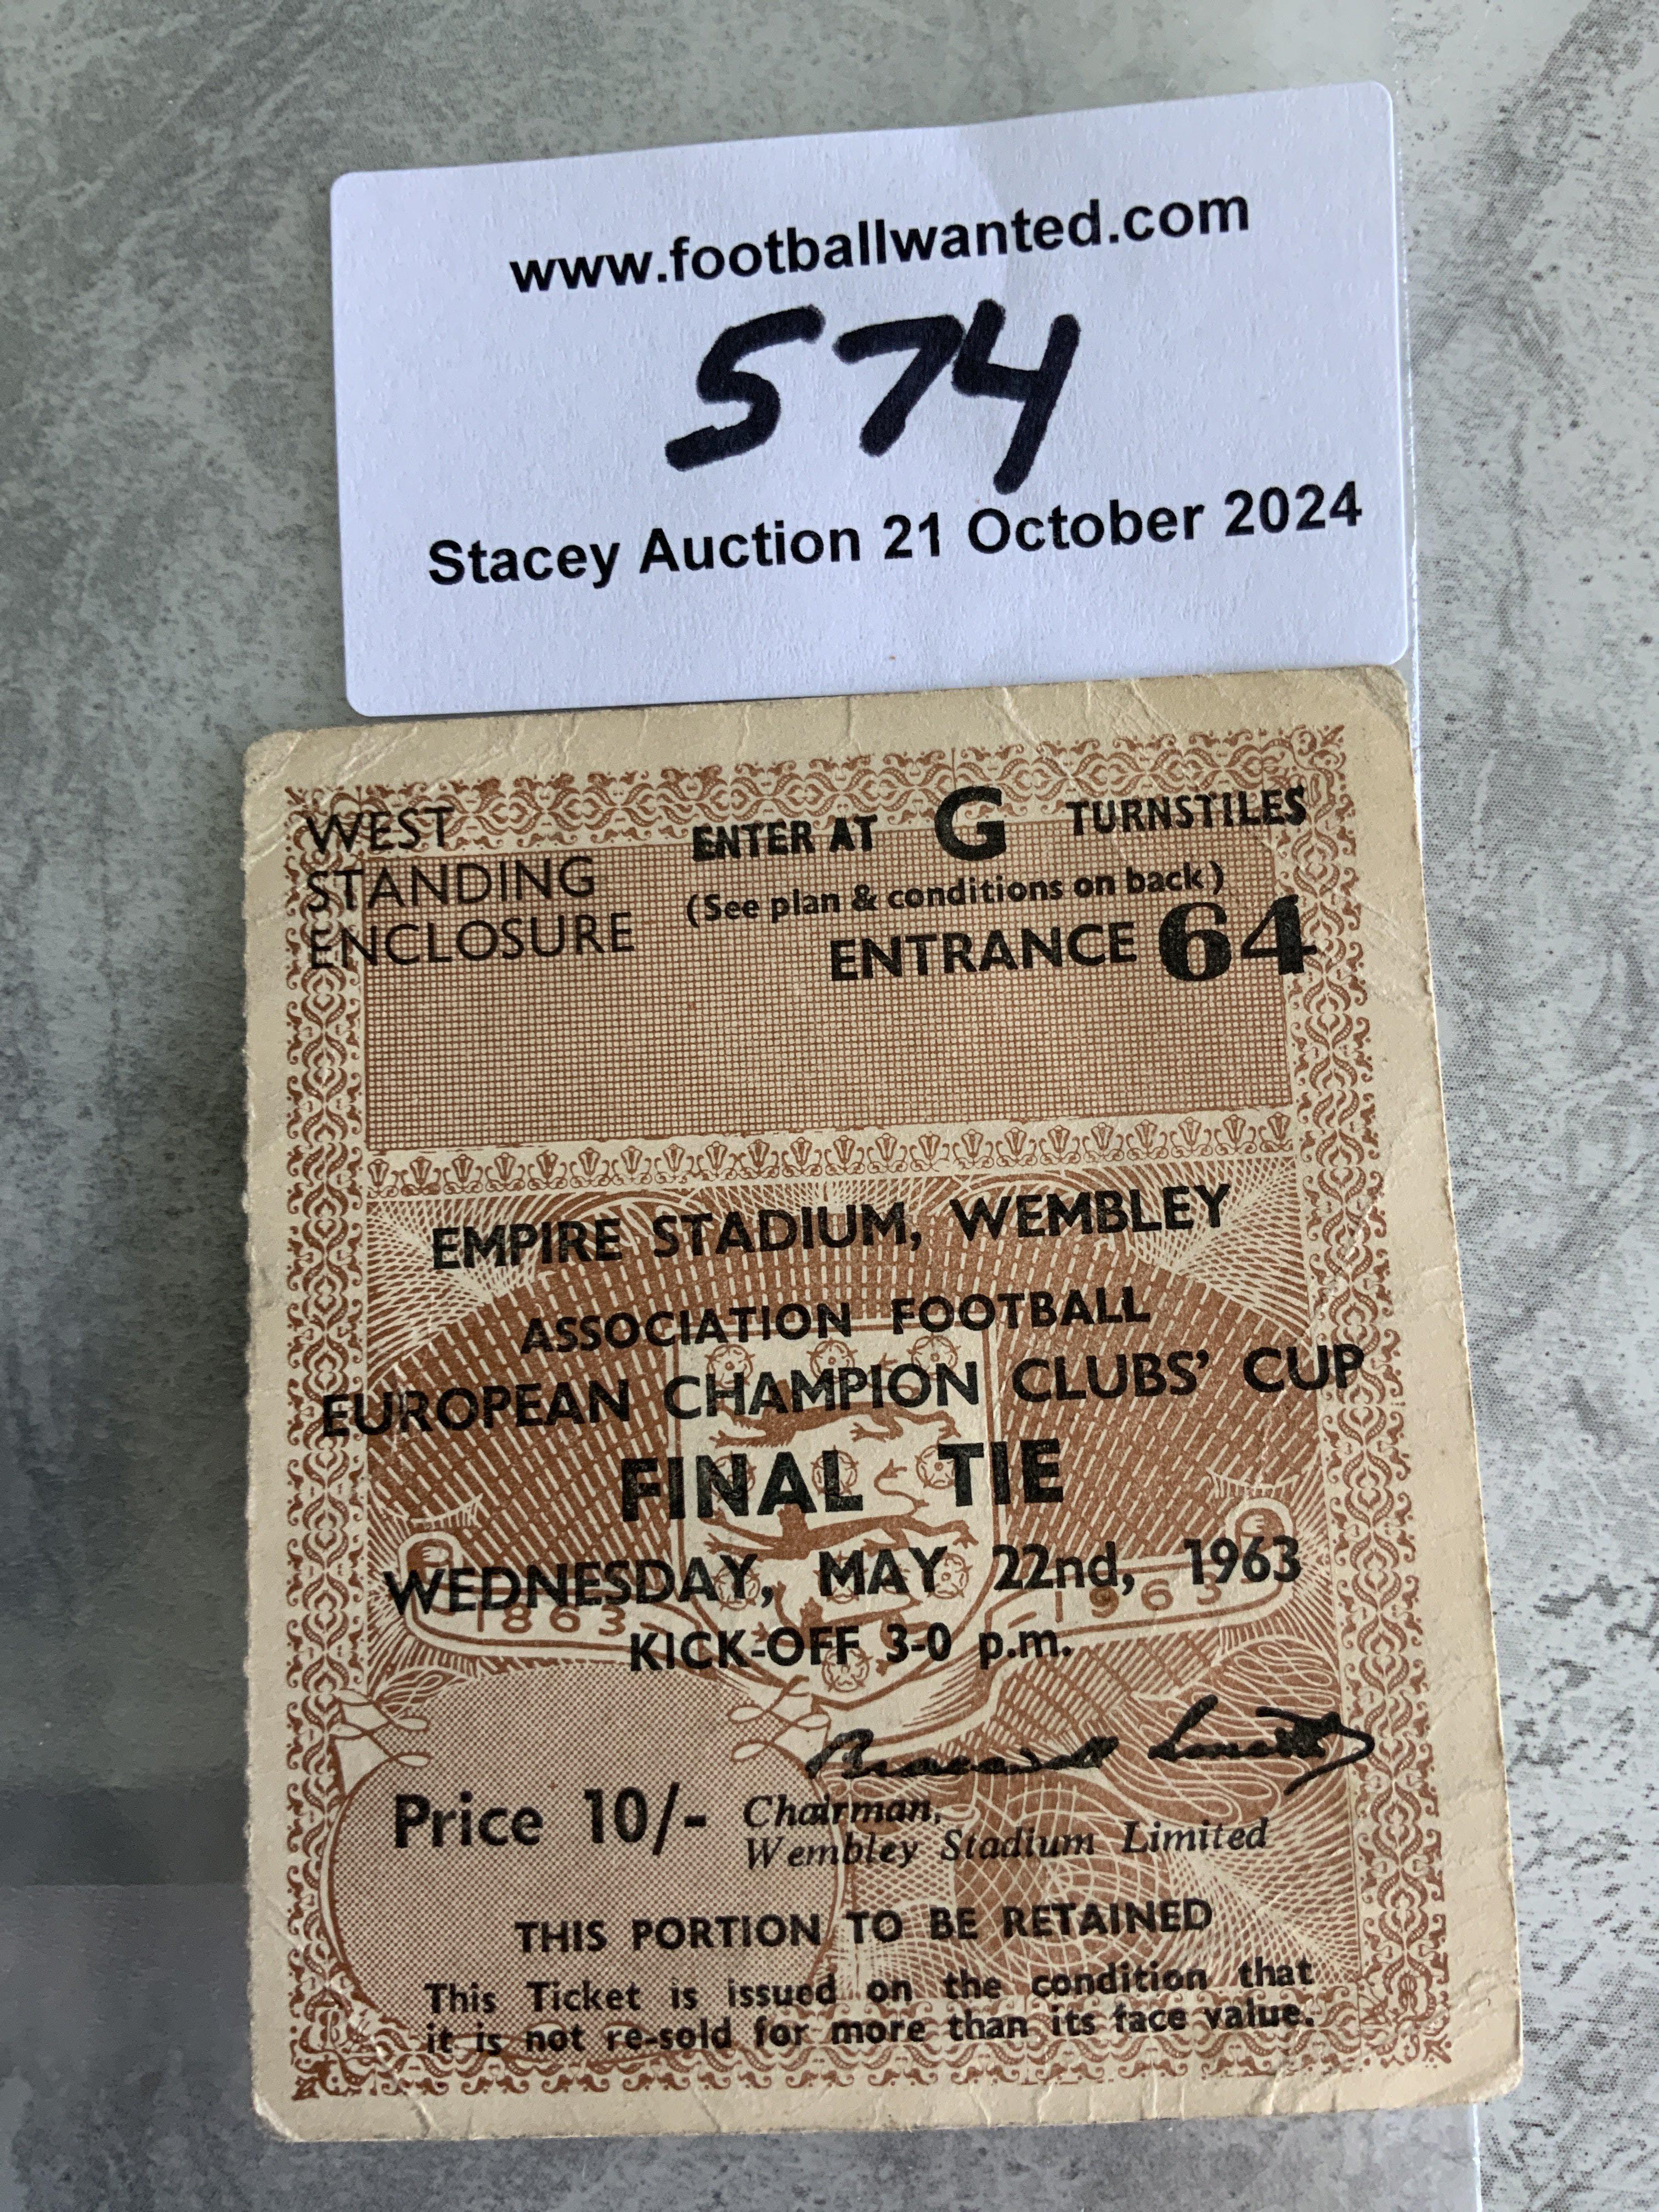 www.footballwanted.com
574
Stacey Auction 21 October 2024
WEST
STANDING
ENCLOSURE
ENTER AT G TURNSTILES
(See plan & conditions on back)
ENTRANCE 64
EMPIRE STADIUM, WEMBLEY
ASSOCIATION FOOTBALL
EUROPEAN CHAMPION CLUBS' CUP
FINAL TIE
WEDNESDAY, MAY 22nd, 1963
1863 1963
KICK-OFF 3-0 p.m.
Price 10/-
Chairman,
Wembley Stadium Limited
THIS PORTION TO BE RETAINED
This Ticket is issued on the condition that
it is not re-sold for more than its face value.